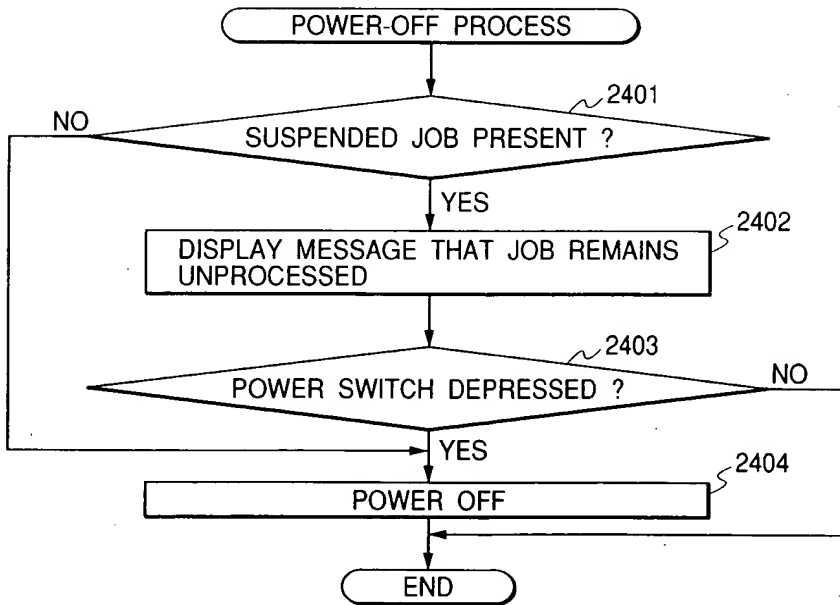 POWER-OFF PROCESS
2401
NO
SUSPENDED JOB PRESENT ?
YES
2402
DISPLAY MESSAGE THAT JOB REMAINS
UNPROCESSED
2403
POWER SWITCH DEPRESSED ?
NO
YES
2404
POWER OFF
END